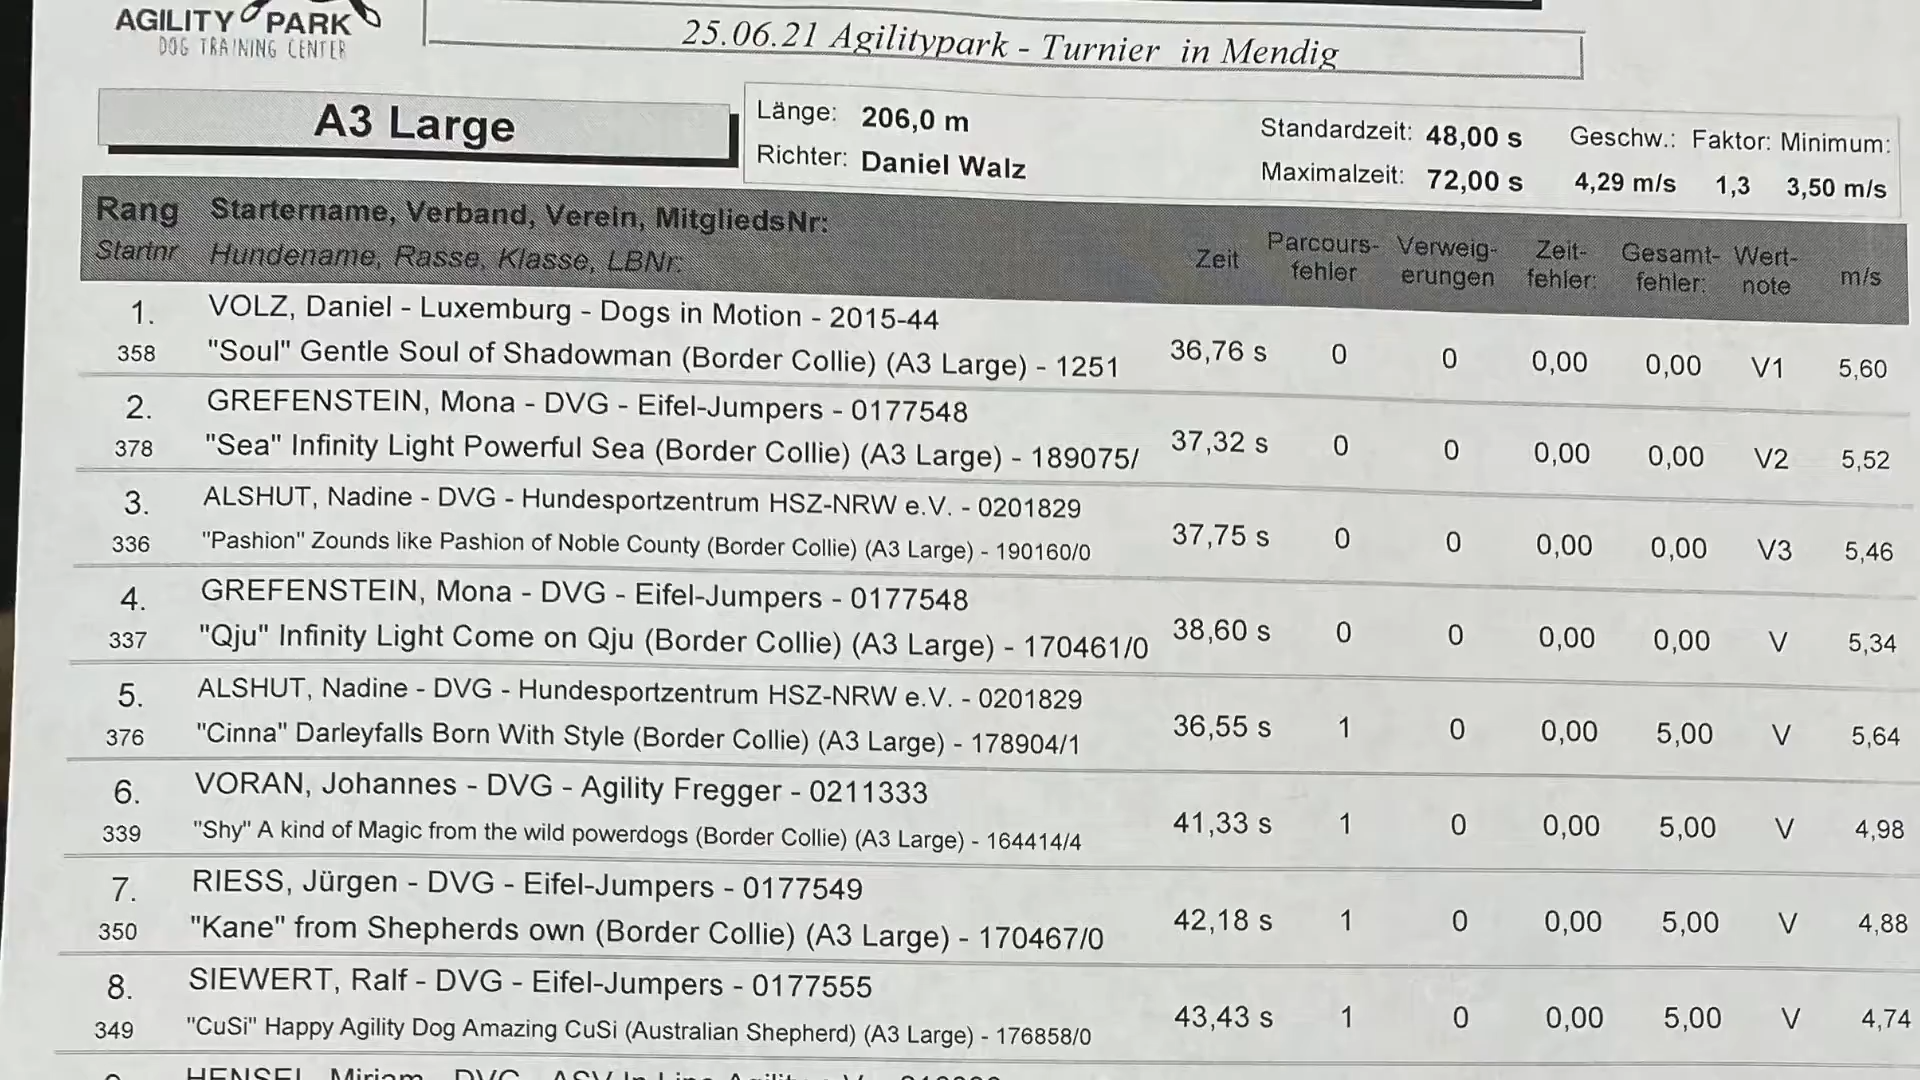 AGILITY PARK
DOG TRAINING CENTER
25.06.21 Agilitypark - Turnier in Mendig
A3 Large
Länge: 206,0 m
Richter: Daniel Walz
Standardzeit: 48,00 s
Maximalzeit: 72,00 s
Geschw.: Faktor: Minimum:
4,29 m/s 1,3 3,50 m/s
Rang Startername, Verband, Verein, MitgliedsNr:
Startnr Hundename, Rasse, Klasse, LBNr:
Zeit Parcours-fehler Verweig-erungen Zeit-fehler: Gesamt-fehler: Wert-note m/s
1. VOLZ, Daniel - Luxemburg - Dogs in Motion - 2015-44
358 "Soul" Gentle Soul of Shadowman (Border Collie) (A3 Large) - 1251 36,76 s 0 0 0,00 0,00 V1 5,60
2. GREFENSTEIN, Mona - DVG - Eifel-Jumpers - 0177548
378 "Sea" Infinity Light Powerful Sea (Border Collie) (A3 Large) - 189075/ 37,32 s 0 0 0,00 0,00 V2 5,52
3. ALSHUT, Nadine - DVG - Hundesportzentrum HSZ-NRW e.V. - 0201829
336 "Pashion" Zounds like Pashion of Noble County (Border Collie) (A3 Large) - 190160/0 37,75 s 0 0 0,00 0,00 V3 5,46
4. GREFENSTEIN, Mona - DVG - Eifel-Jumpers - 0177548
337 "Qju" Infinity Light Come on Qju (Border Collie) (A3 Large) - 170461/0 38,60 s 0 0 0,00 0,00 V 5,34
5. ALSHUT, Nadine - DVG - Hundesportzentrum HSZ-NRW e.V. - 0201829
376 "Cinna" Darleyfalls Born With Style (Border Collie) (A3 Large) - 178904/1 36,55 s 1 0 0,00 5,00 V 5,64
6. VORAN, Johannes - DVG - Agility Fregger - 0211333
339 "Shy" A kind of Magic from the wild powerdogs (Border Collie) (A3 Large) - 164414/4 41,33 s 1 0 0,00 5,00 V 4,98
7. RIESS, Jürgen - DVG - Eifel-Jumpers - 0177549
350 "Kane" from Shepherds own (Border Collie) (A3 Large) - 170467/0 42,18 s 1 0 0,00 5,00 V 4,88
8. SIEWERT, Ralf - DVG - Eifel-Jumpers - 0177555
349 "CuSi" Happy Agility Dog Amazing CuSi (Australian Shepherd) (A3 Large) - 176858/0 43,43 s 1 0 0,00 5,00 V 4,74
HENSEL, Miriam - DVG - ASV